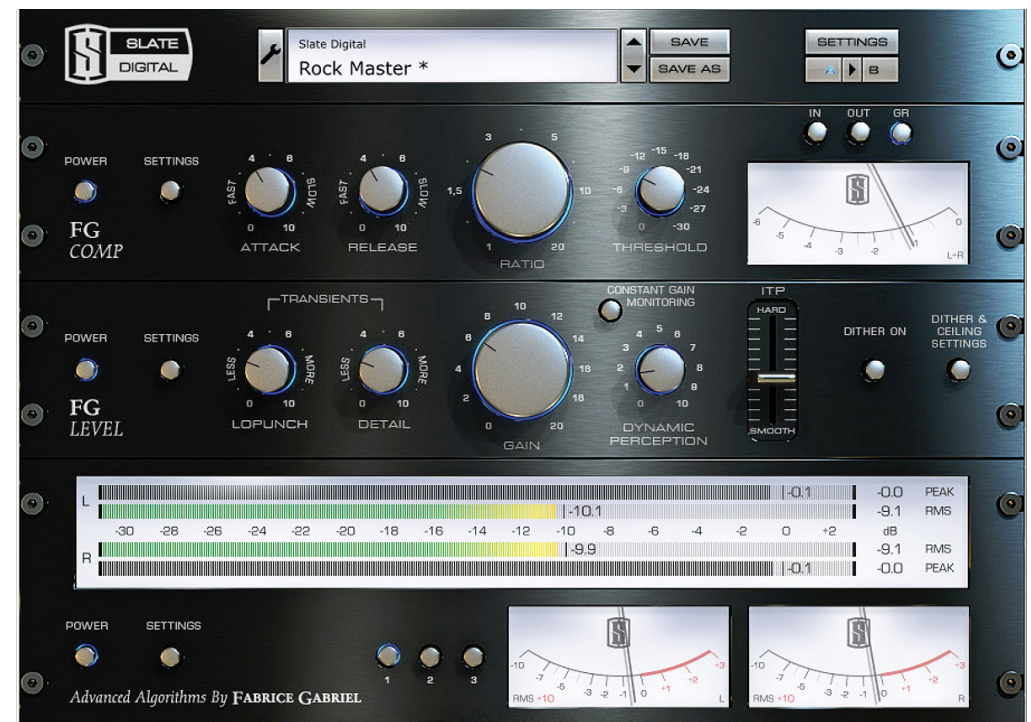 SLATE
DIGITAL
Slate Digital
Rock Master *
SAVE
SAVE AS
SETTINGS
A B
IN OUT GR
POWER SETTINGS
4 6
FAST SLOW
0 10
ATTACK
4 6
FAST SLOW
0 10
RELEASE
3 5
1,5 10
1 20
RATIO
-12 -15 -18
-9 -21
-6 -24
-3 -27
0 -30
THRESHOLD
-6 -5 -4 -3 -2 -1 0
L+R
FG
COMP
POWER SETTINGS
TRANSIENTS
4 6
LESS MORE
0 10
LOPUNCH
4 6
LESS MORE
0 10
DETAIL
8 10 12
6 14
4 16
2 18
0 20
GAIN
CONSTANT GAIN
MONITORING
4 5 6
3 7
2 8
1 9
0 10
DYNAMIC
PERCEPTION
ITP
HARD
SMOOTH
DITHER ON
DITHER &
CEILING
SETTINGS
FG
LEVEL
L
-0.1 -0.0 PEAK
-10.1 -9.1 RMS
-30 -28 -26 -24 -22 -20 -18 -16 -14 -12 -10 -8 -6 -4 -2 0 +2 dB
R
-9.9 -9.1 RMS
-0.1 -0.0 PEAK
POWER SETTINGS
1 2 3
-10 -7 -5 -3 -2 -1 0 +1 +2 +3
RMS +10 L
-10 -7 -5 -3 -2 -1 0 +1 +2 +3
RMS +10 R
Advanced Algorithms By FABRICE GABRIEL